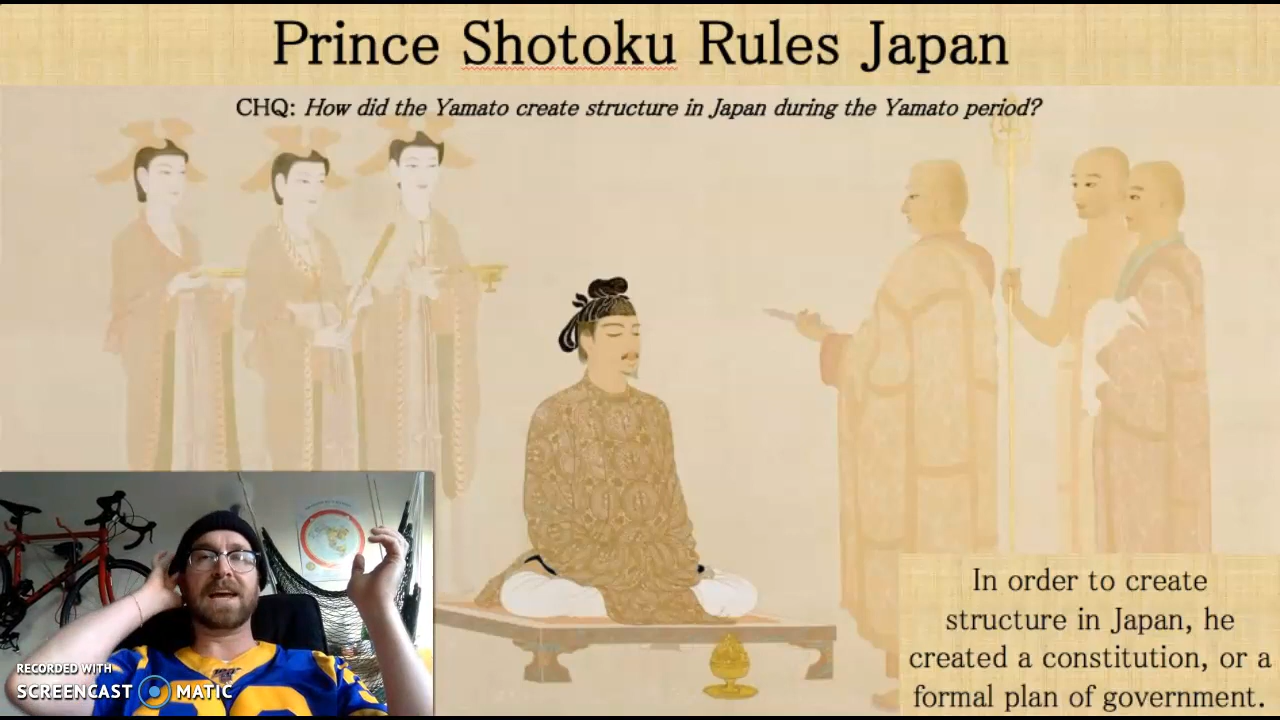 Prince Shotoku Rules Japan
CHQ: How did the Yamato create structure in Japan during the Yamato period?
In order to create
structure in Japan, he
created a constitution, or a
formal plan of government.
RECORDED WITH
SCREENCAST MATIC